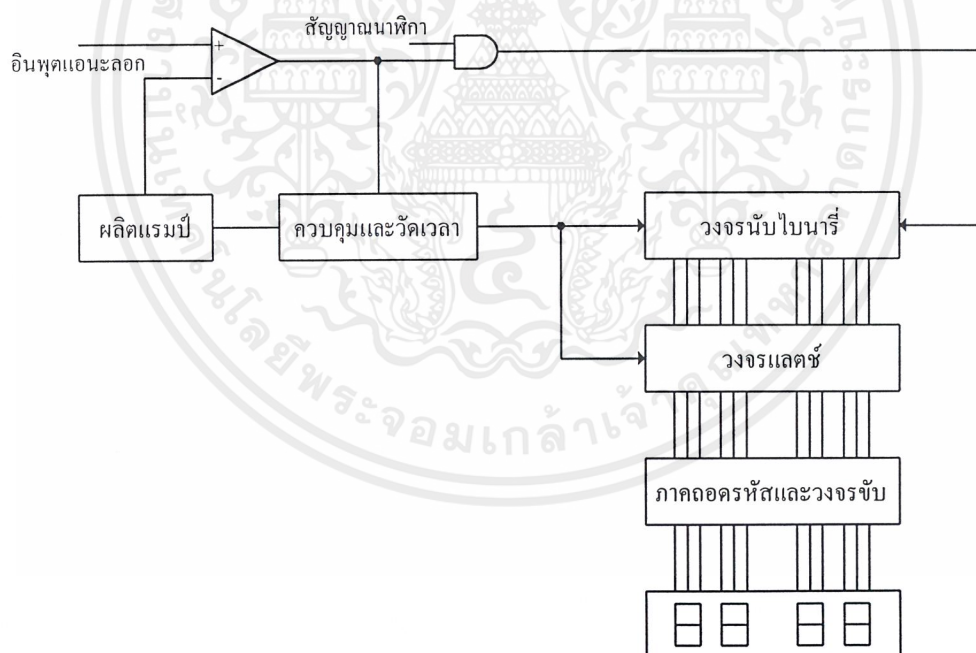 สัญญาณนาฬิกา
อินพุตแอนะลอก
+
-
ผลิตแรมป์
ควบคุมและวัดเวลา
วงจรนับไบนารี่
วงจรแลตช์
ภาคถอดรหัสและวงจรขับ